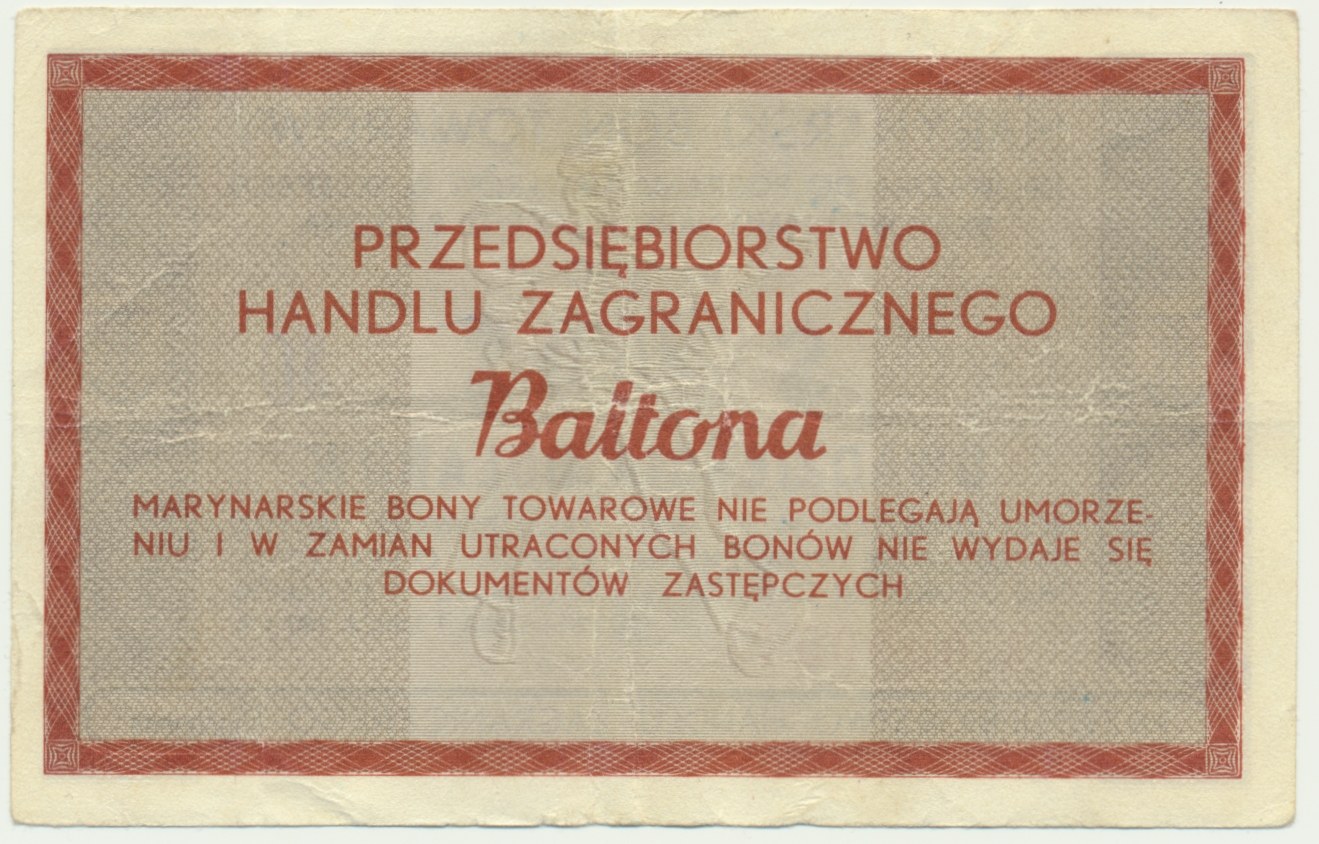 PRZEDSIĘBIORSTWO
HANDLU ZAGRANICZNEGO
Baltona
MARYNARSKIE BONY TOWAROWE NIE PODLEGAJĄ UMORZE-
NIU I W ZAMIAN UTRACONYCH BONÓW NIE WYDAJE SIĘ
DOKUMENTÓW ZASTĘPCZYCH